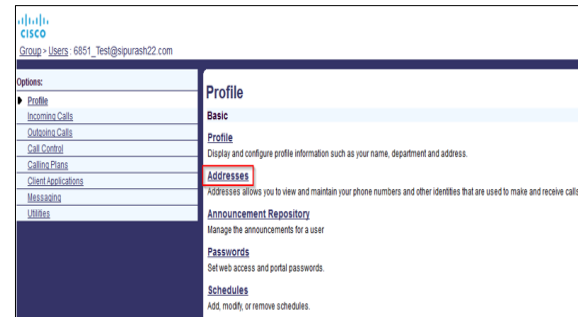 CISCO
Group > Users : 6851_Test@sipurash22.com
Options:
Profile
Incoming Calls
Outgoing Calls
Call Control
Calling Plans
Client Applications
Messaging
Utilities
Profile
Basic
Profile
Display and configure profile information such as your name, department and address.
Addresses
Addresses allows you to view and maintain your phone numbers and other identities that are used to make and receive calls
Announcement Repository
Manage the announcements for a user
Passwords
Set web access and portal passwords.
Schedules
Add, modify, or remove schedules.